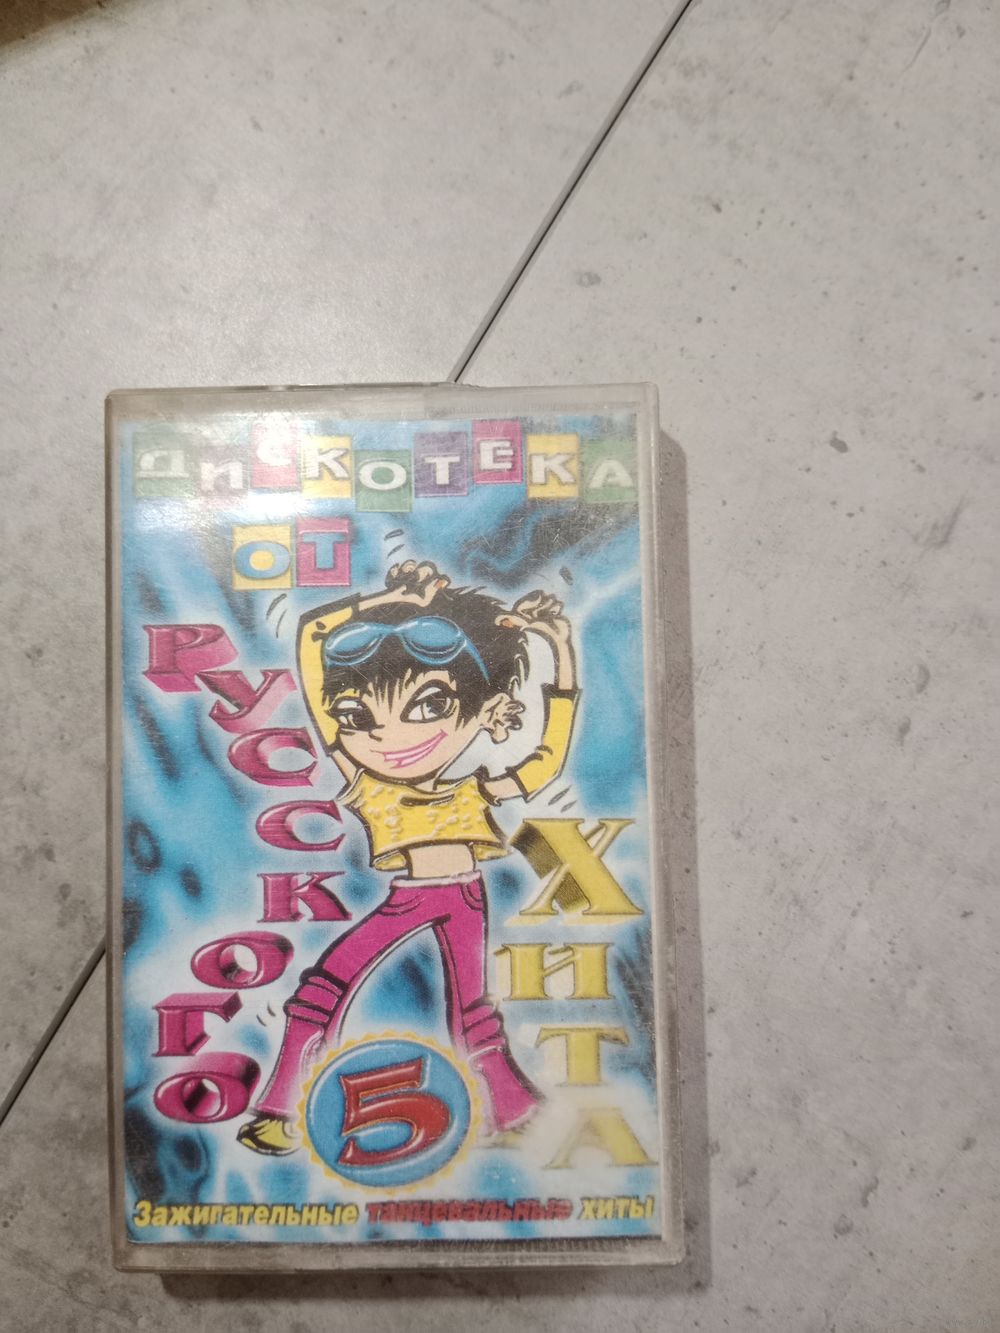 ДИСКОТЕКА
ОТ
РУССКОГО
ХИТА
5
Зажигательные танцевальные хиты